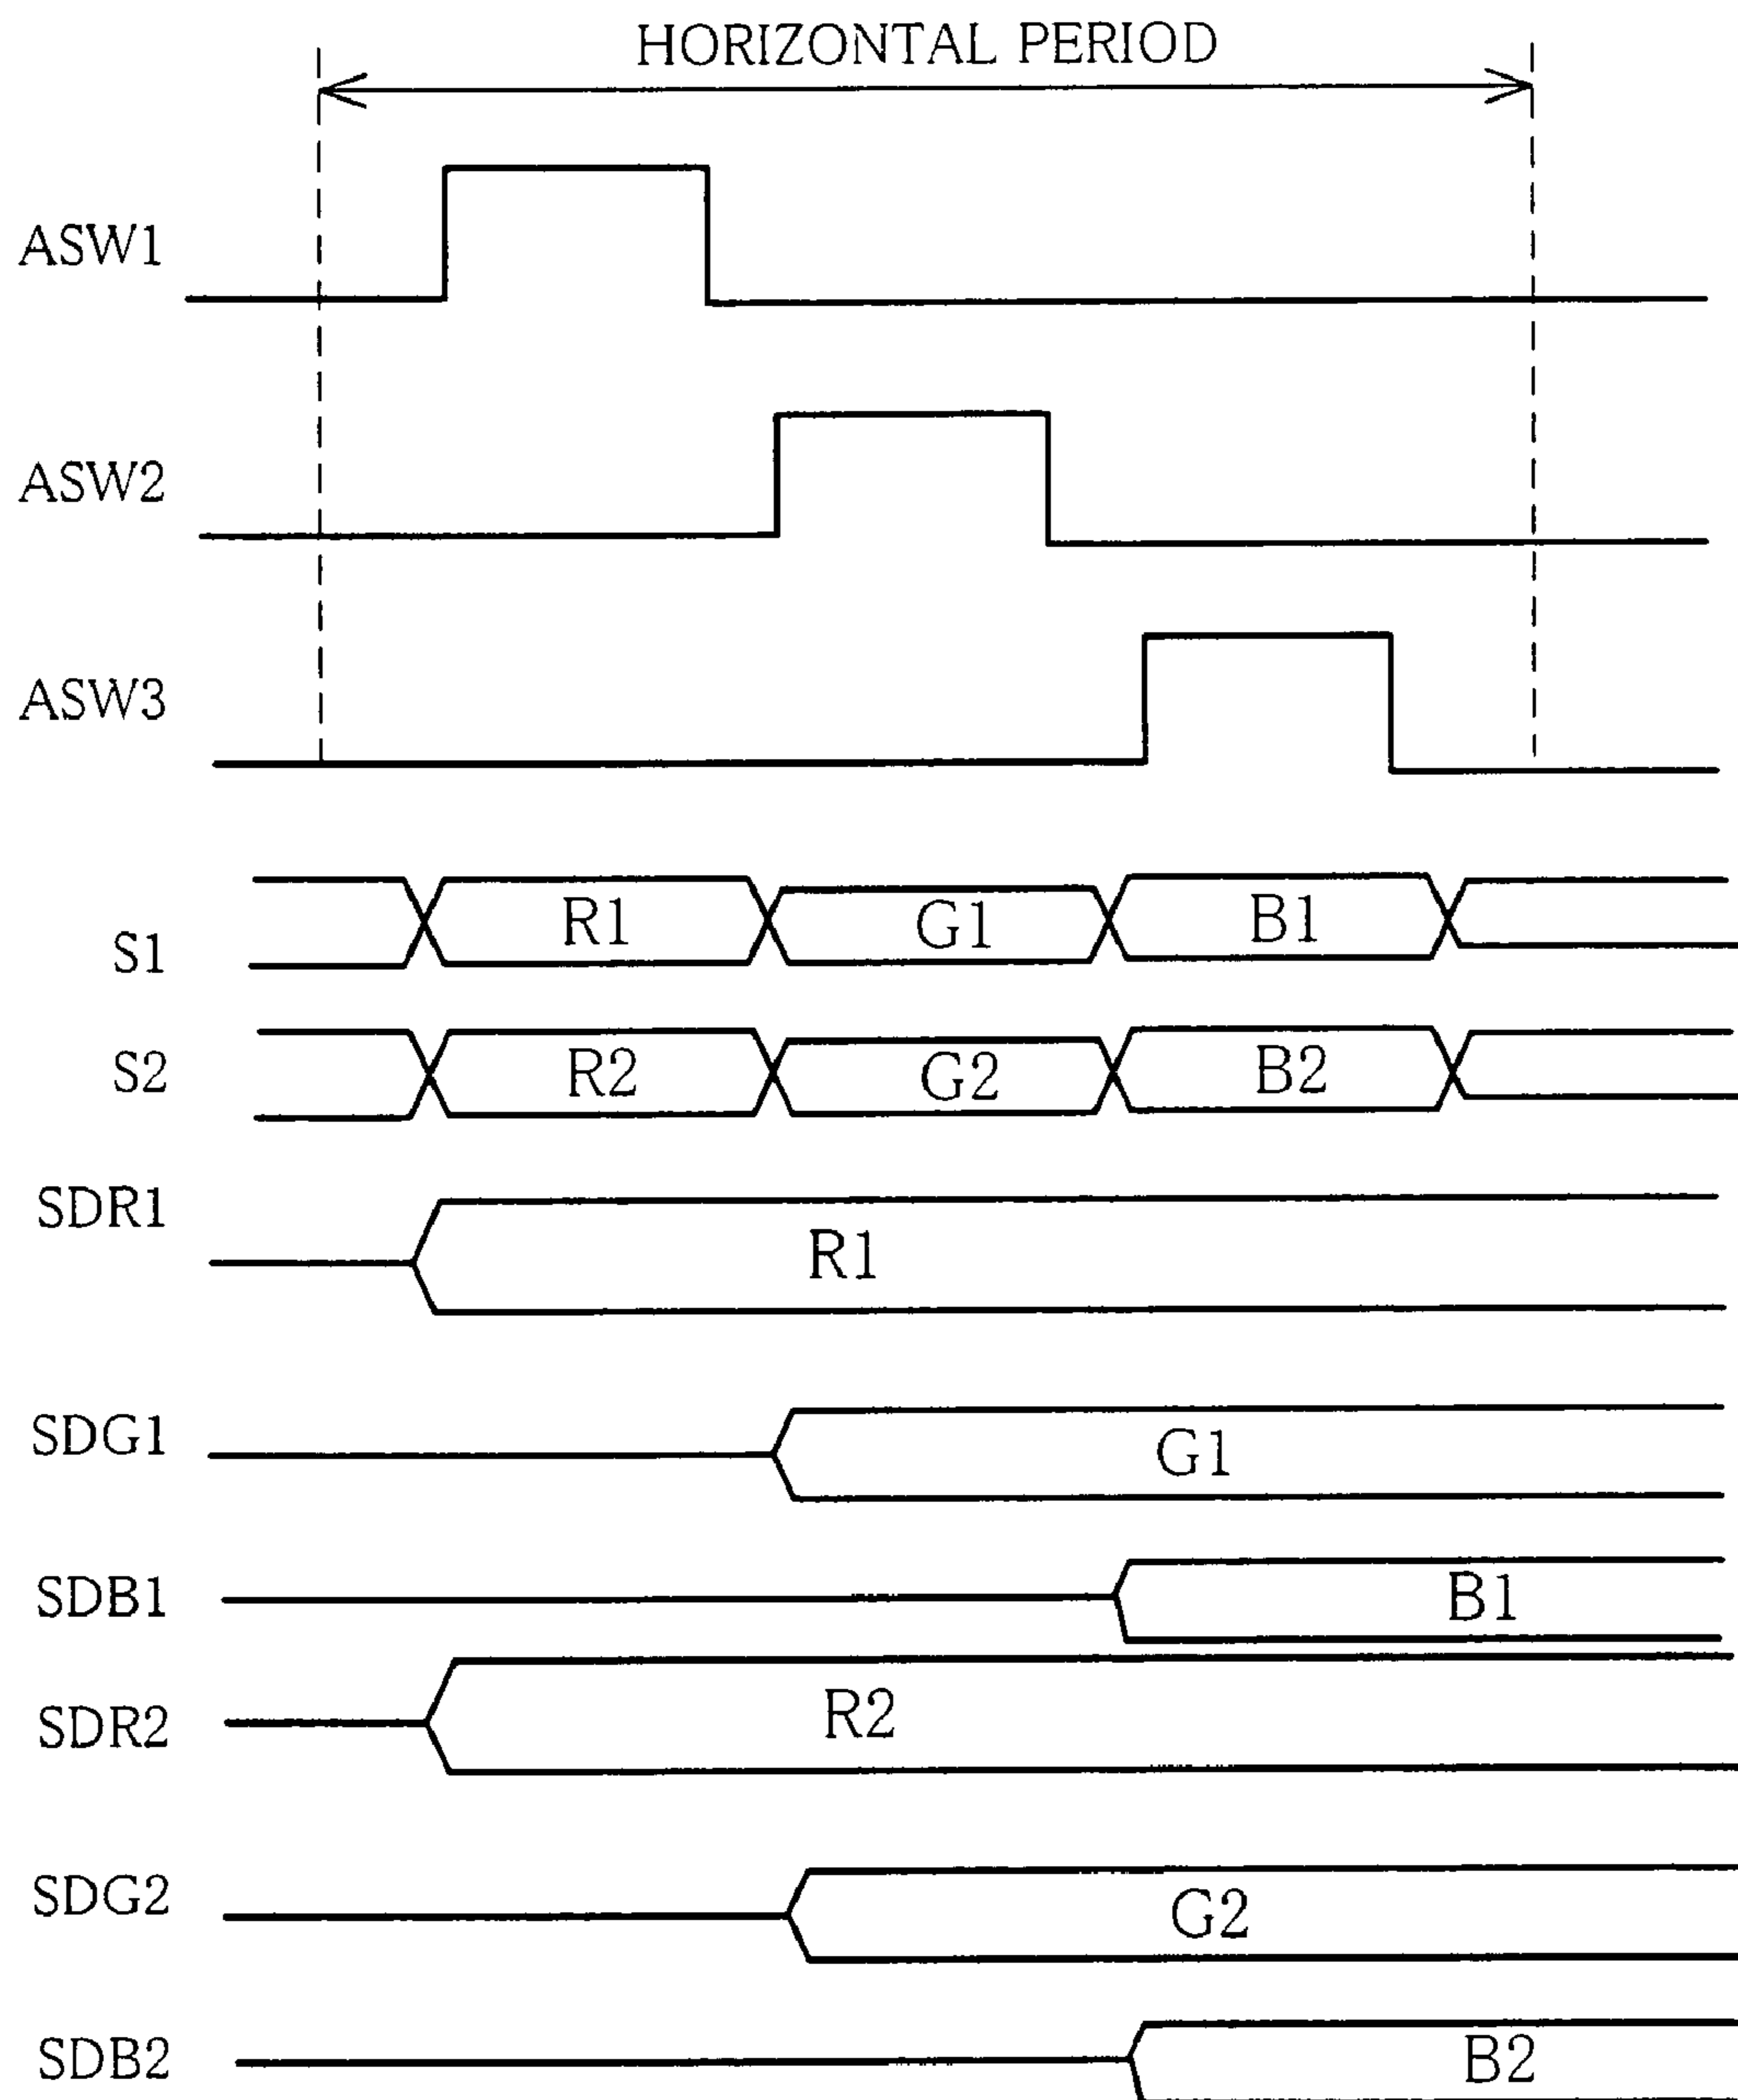 HORIZONTAL PERIOD
ASW1
ASW2
ASW3
S1 R1 G1 B1
S2 R2 G2 B2
SDR1 R1
SDG1 G1
SDB1 B1
SDR2 R2
SDG2 G2
SDB2 B2